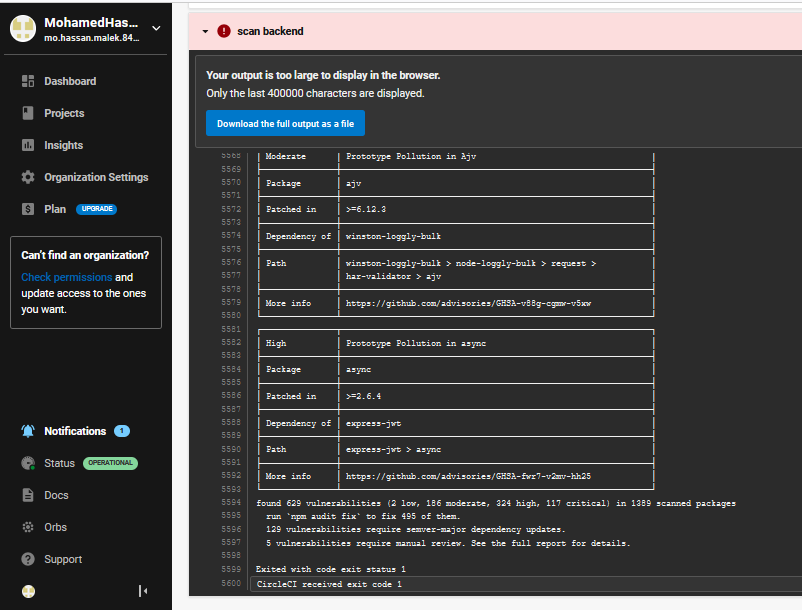 MohamedHas...
mo.hassan.malek.84...
Dashboard
Projects
Insights
Organization Settings
Plan UPGRADE
Can't find an organization?
Check permissions and
update access to the ones
you want.
Notifications 1
Status OPERATIONAL
Docs
Orbs
Support
scan backend
Your output is too large to display in the browser.
Only the last 400000 characters are displayed.
Download the full output as a file
5568 Moderate Prototype Pollution in Ajv
5569
5570 Package ajv
5571
5572 Patched in >=6.12.3
5573
5574 Dependency of winston-loggly-bulk
5575
5576 Path winston-loggly-bulk > node-loggly-bulk > request >
5577 har-validator > ajv
5578
5579 More info https://github.com/advisories/GHSA-v88g-cgmw-v5xw
5580
5581
5582 High Prototype Pollution in async
5583
5584 Package async
5585
5586 Patched in >=2.6.4
5587
5588 Dependency of express-jwt
5589
5590 Path express-jwt > async
5591
5592 More info https://github.com/advisories/GHSA-fwr7-v2mv-hh25
5593
5594 found 629 vulnerabilities (2 low, 186 moderate, 324 high, 117 critical) in 1389 scanned packages
5595 run `npm audit fix` to fix 495 of them.
5596 129 vulnerabilities require semver-major dependency updates.
5597 5 vulnerabilities require manual review. See the full report for details.
5598
5599 Exited with code exit status 1
5600 CircleCI received exit code 1